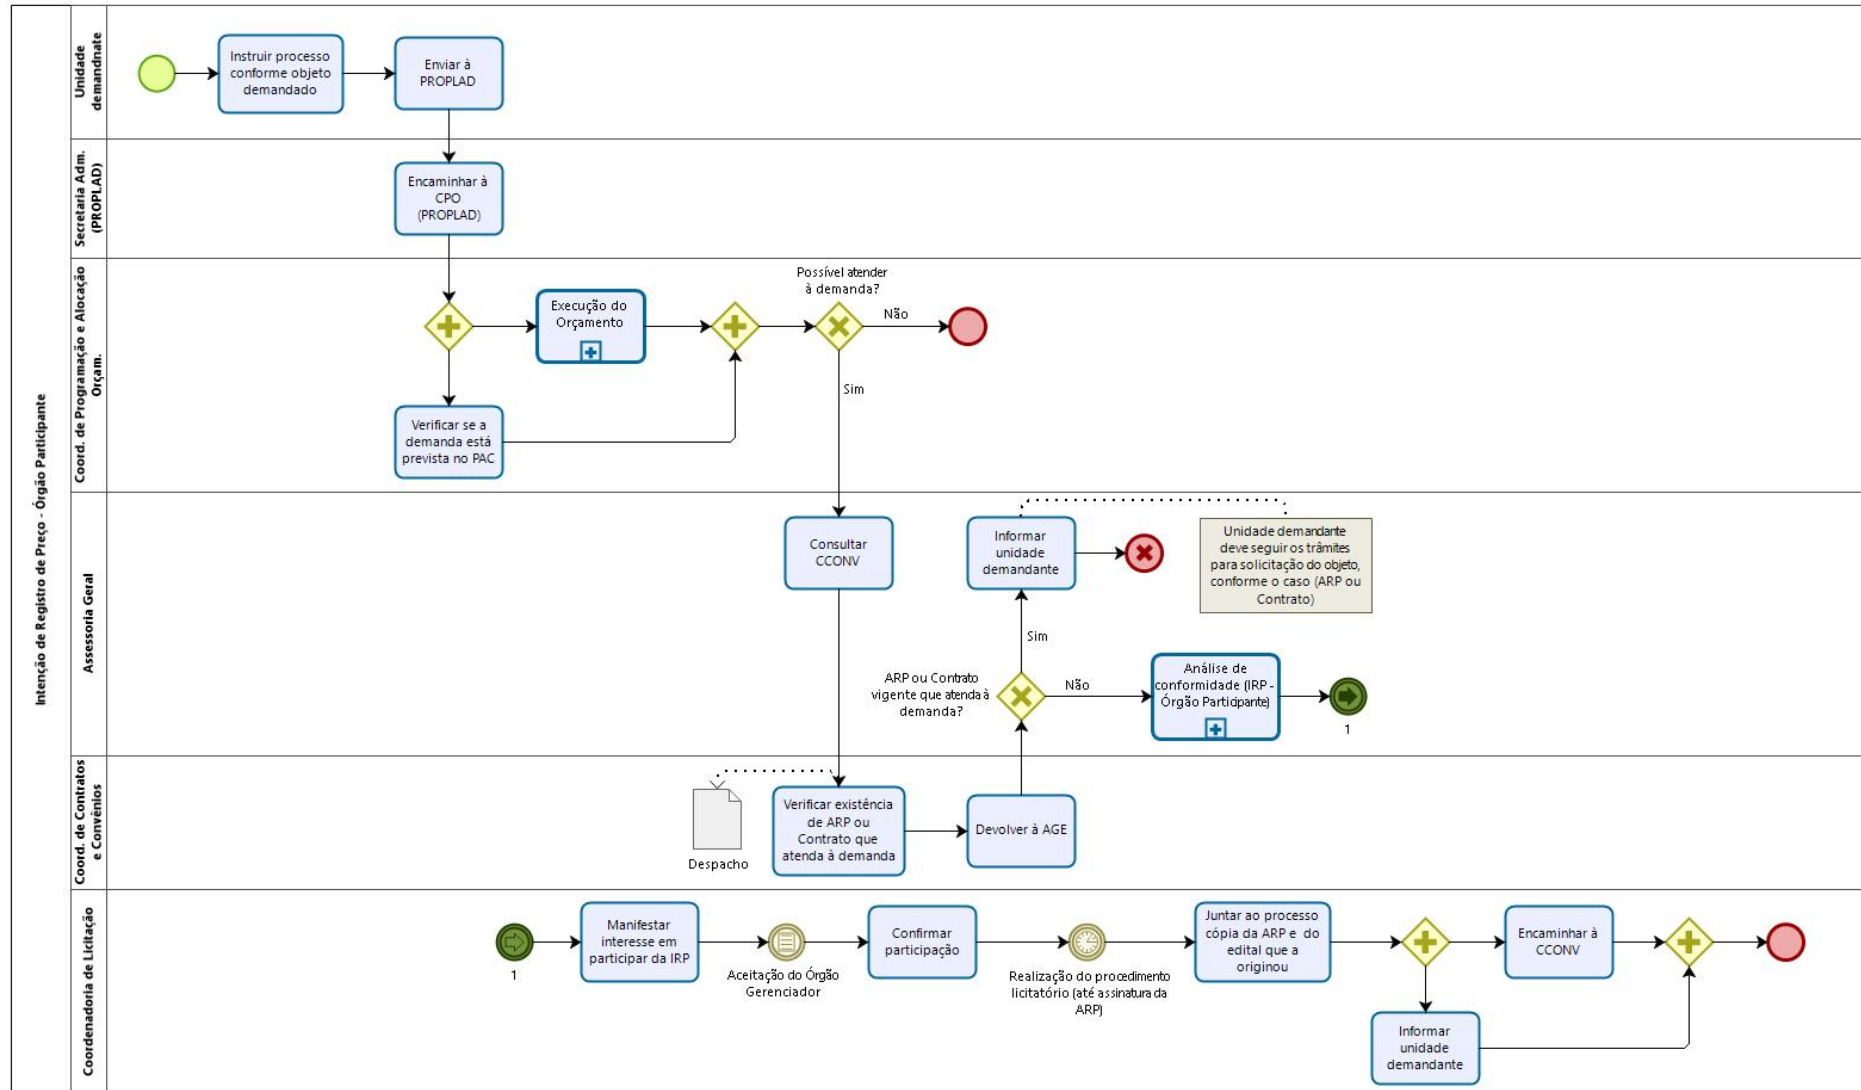 Intenção de Registro de Preço - Órgão Participante
Unidade
demandnate
Instruir processo
conforme objeto
demandado
Enviar à
PROPLAD
Secretaria Adm.
(PROPLAD)
Encaminhar à
CPO
(PROPLAD)
Coord. de Programação e Alocação
Orçam.
Execução do
Orçamento
Verificar se a
demanda está
prevista no PAC
Possível atender
à demanda?
Não
Sim
Assessoria Geral
Consultar
CCONV
Informar
unidade
demandante
Unidade demandante
deve seguir os trâmites
para solicitação do objeto,
conforme o caso (ARP ou
Contrato)
Sim
ARP ou Contrato
vigente que atenda à
demanda?
Não
Análise de
conformidade (IRP -
Órgão Participante)
1
Coord. de Contratos
e Convênios
Despacho
Verificar existência
de ARP ou
Contrato que
atenda à demanda
Devolver à AGE
Coordenadoria de Licitação
1
Manifestar
interesse em
participar da IRP
Aceitação do Órgão
Gerenciador
Confirmar
participação
Realização do procedimento
licitatório (até assinatura da
ARP)
Juntar ao processo
cópia da ARP e do
edital que a
originou
Encaminhar à
CCONV
Informar
unidade
demandante